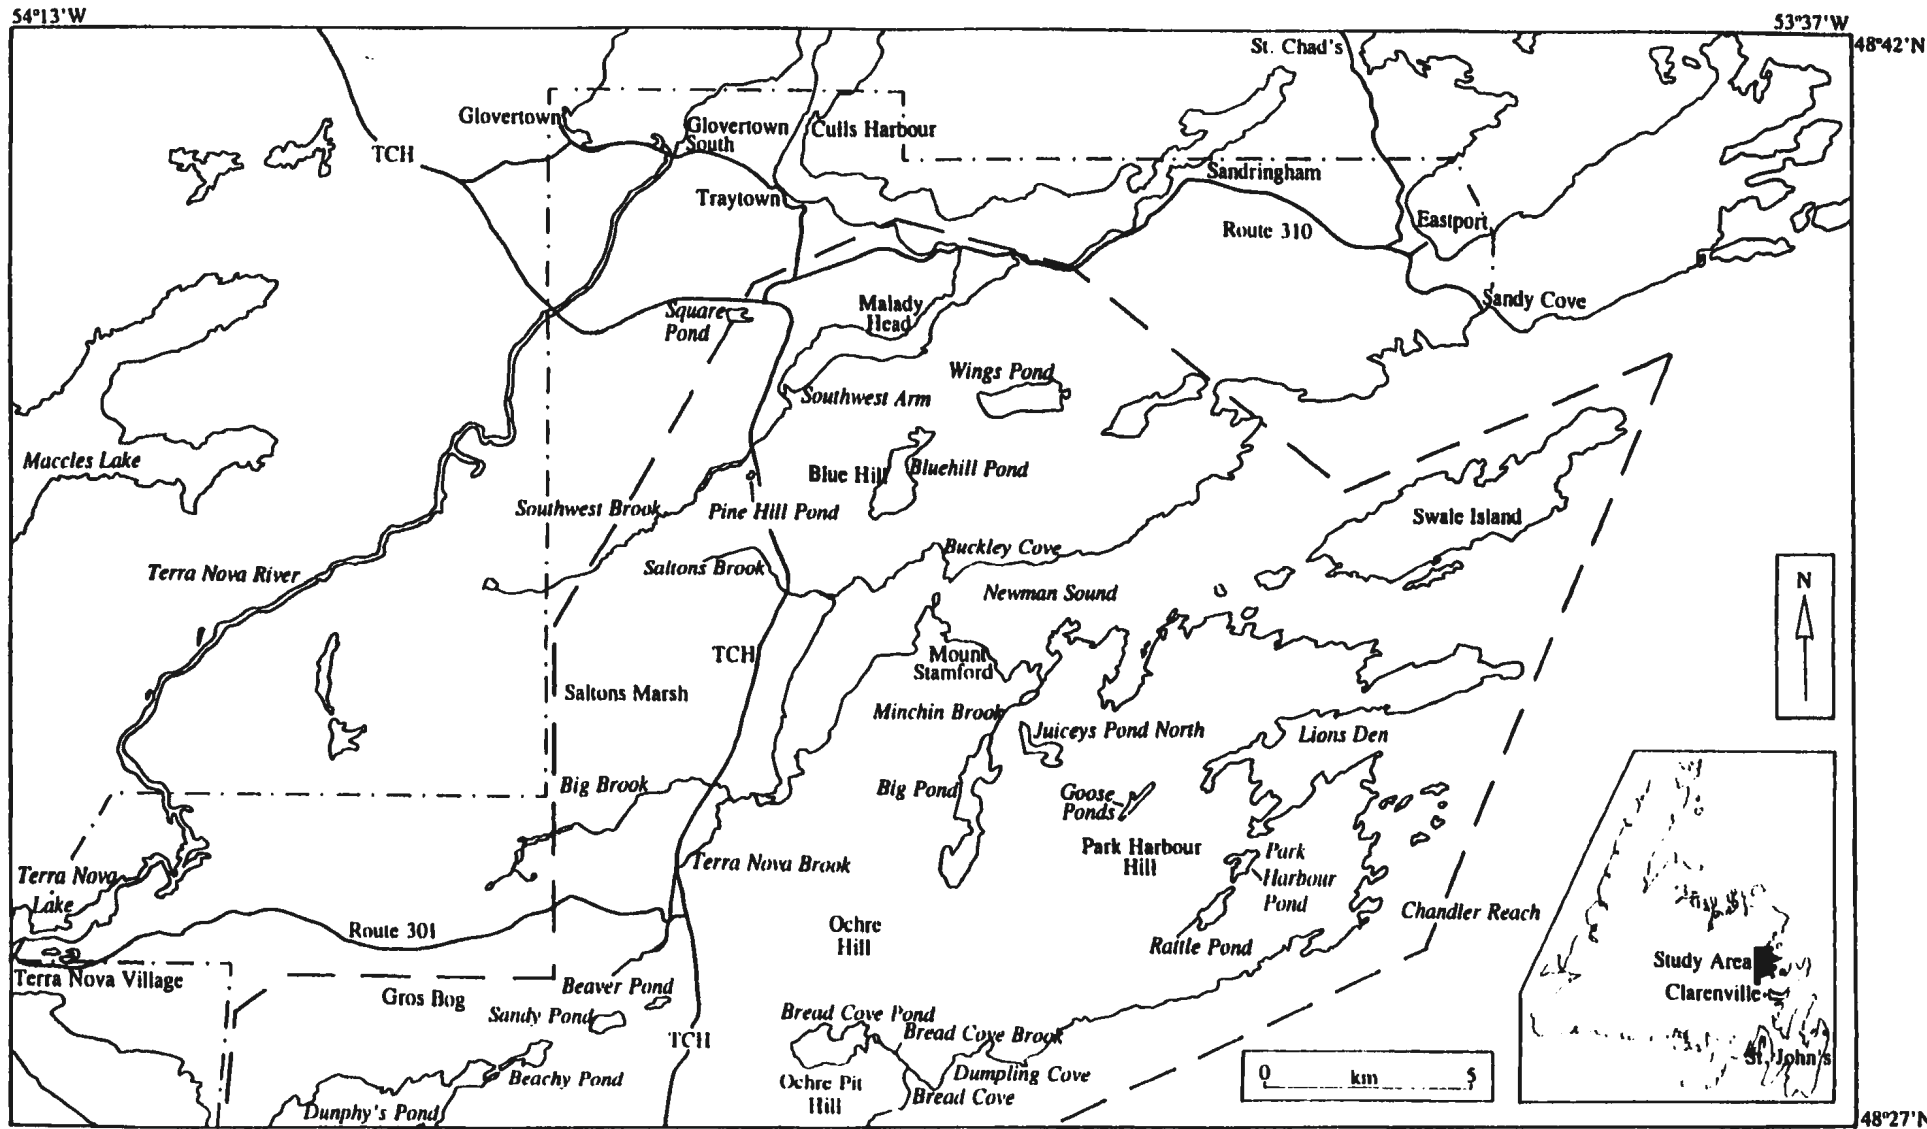 54°13'W
53°37'W
48°42'N
St. Chad's
Glovertown
Glovertown
South
Culls Harbour
TCH
Sandringham
Traytown
Eastport
Route 310
Sandy Cove
Malady
Head
Square
Pond
Wings Pond
Southwest Arm
Maccles Lake
Blue Hill
Bluehill Pond
Southwest Brook
Pine Hill Pond
Swale Island
Buckley Cove
Saltons Brook
Terra Nova River
Newman Sound
N
TCH
Mount
Stamford
Saltons Marsh
Minchin Brook
Juiceys Pond North
Lions Den
Big Brook
Big Pond
Goose
Ponds
Park Harbour
Hill
Park
Harbour
Pond
Terra Nova Brook
Terra Nova
Lake
Chandler Reach
Route 301
Ochre
Hill
Rattle Pond
Study Area
Terra Nova Village
Clarenville
Beaver Pond
Gros Bog
Sandy Pond
Bread Cove Pond
Bread Cove Brook
TCH
St. John's
Beachy Pond
Ochre Pit
Hill
Dumpling Cove
0 km 5
Bread Cove
Dunphy's Pond
48°27'N